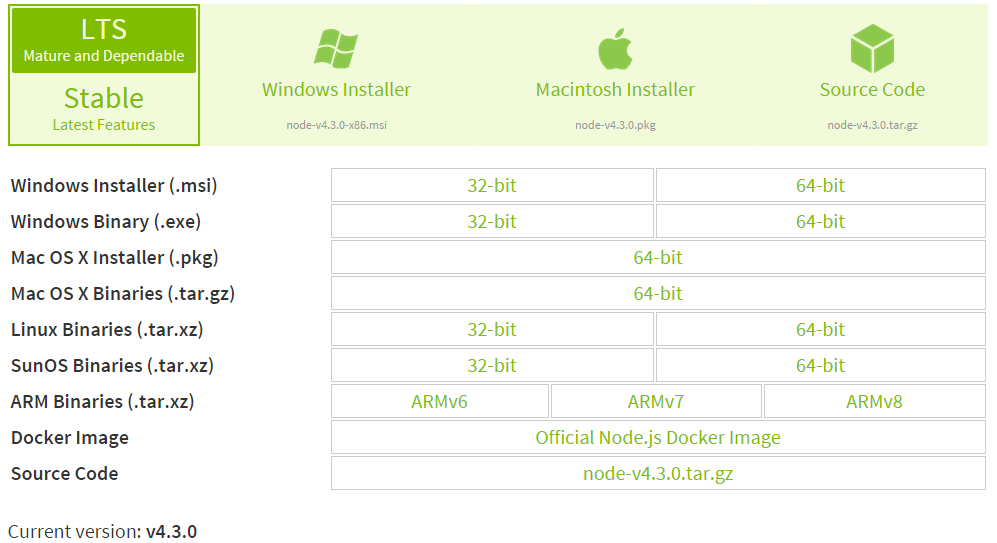 LTS
Mature and Dependable
Stable
Latest Features
Windows Installer
node-v4.3.0-x86.msi
Macintosh Installer
node-v4.3.0.pkg
Source Code
node-v4.3.0.tar.gz
Windows Installer (.msi) 32-bit 64-bit
Windows Binary (.exe) 32-bit 64-bit
Mac OS X Installer (.pkg) 64-bit
Mac OS X Binaries (.tar.gz) 64-bit
Linux Binaries (.tar.xz) 32-bit 64-bit
SunOS Binaries (.tar.xz) 32-bit 64-bit
ARM Binaries (.tar.xz) ARMv6 ARMv7 ARMv8
Docker Image Official Node.js Docker Image
Source Code node-v4.3.0.tar.gz
Current version: v4.3.0